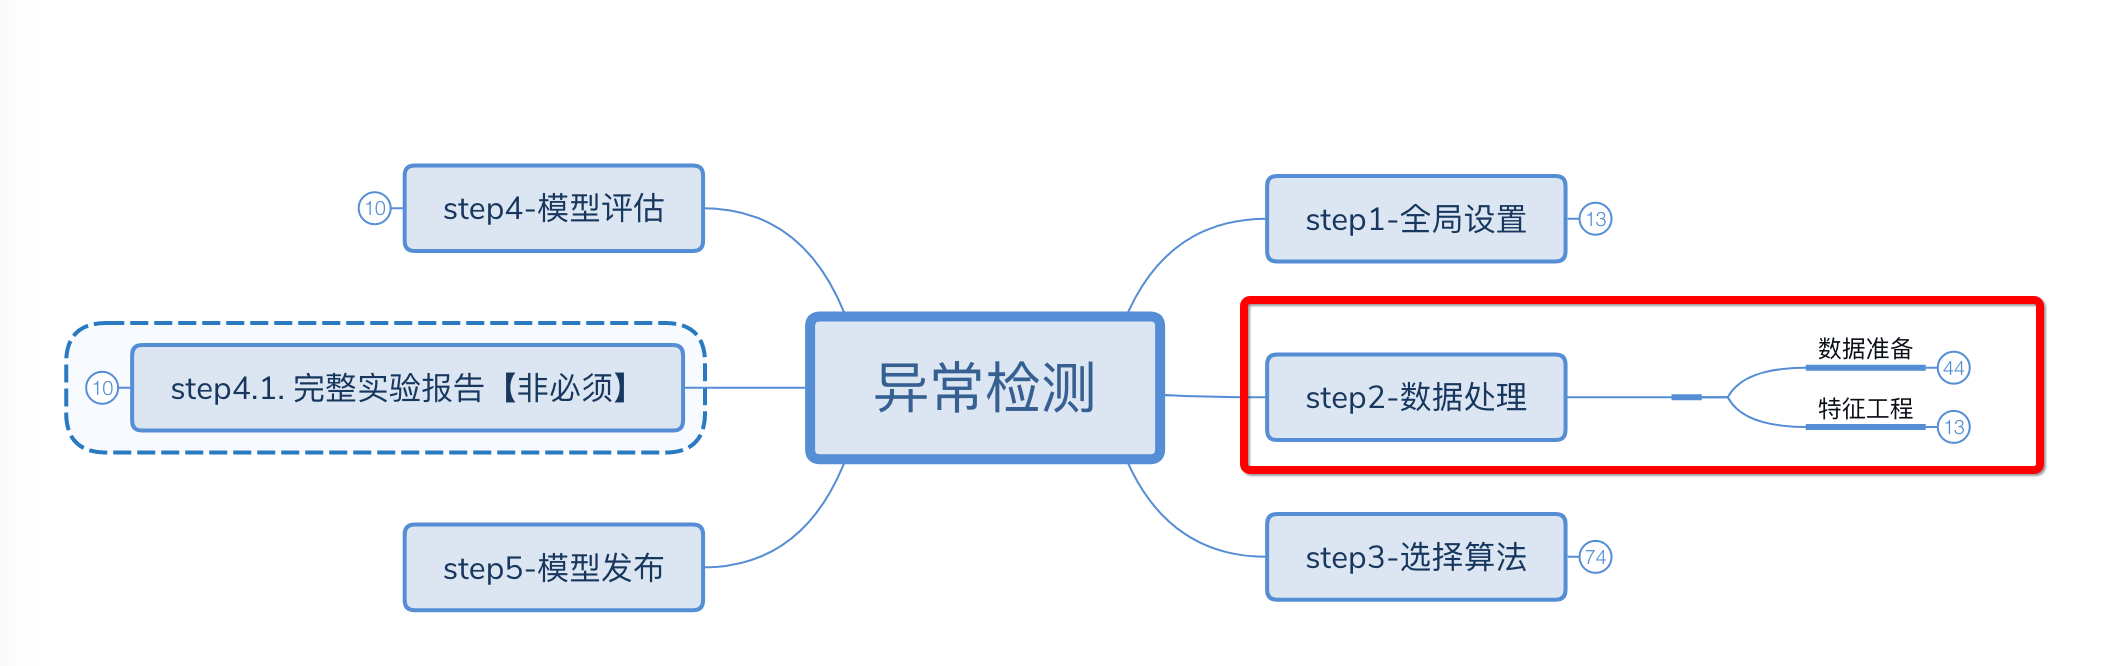 异常检测
step1-全局设置
13
step2-数据处理
数据准备
44
特征工程
13
step3-选择算法
74
step4-模型评估
10
step4.1. 完整实验报告【非必须】
10
step5-模型发布